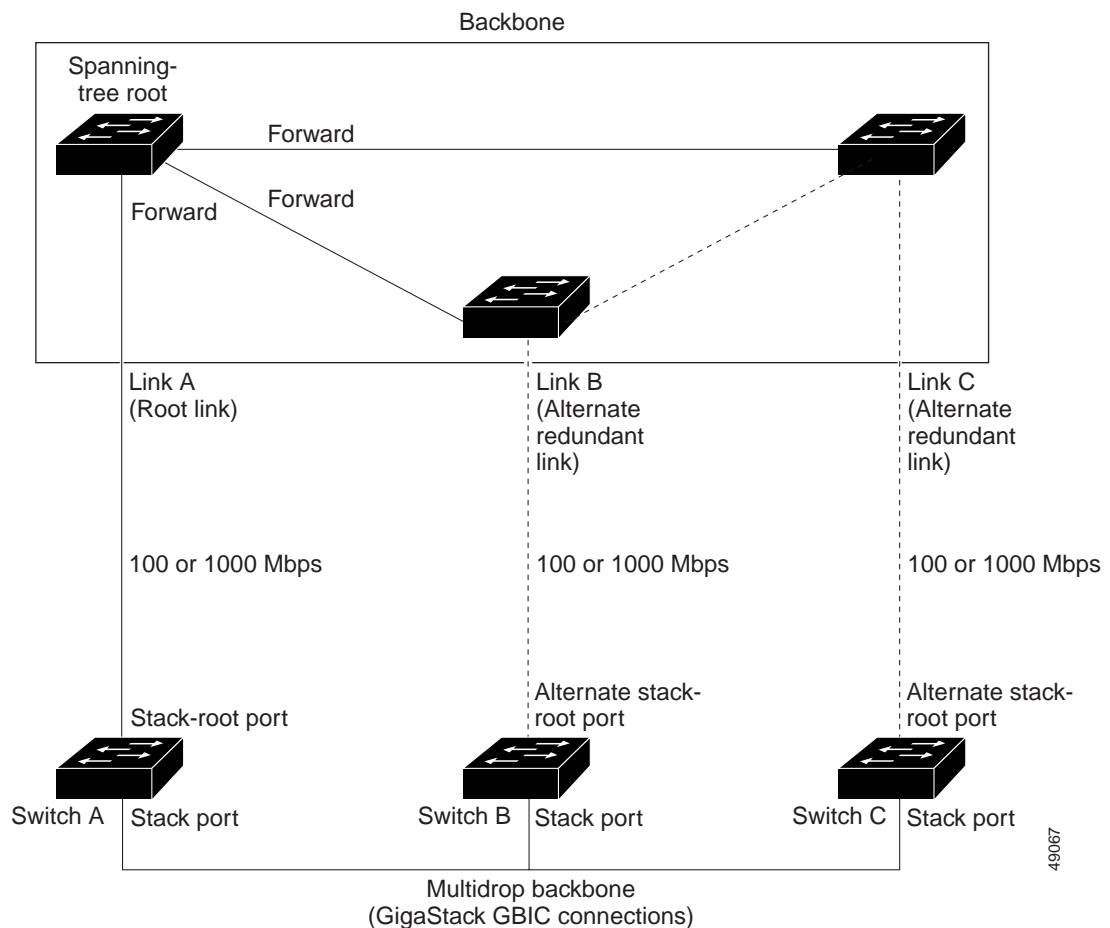 Backbone
Spanning-
tree root
Forward
Forward
Forward
Link A
(Root link)
Link B
(Alternate
redundant
link)
Link C
(Alternate
redundant
link)
100 or 1000 Mbps
100 or 1000 Mbps
100 or 1000 Mbps
Stack-root port
Alternate stack-
root port
Alternate stack-
root port
Switch A
Stack port
Switch B
Stack port
Switch C
Stack port
Multidrop backbone
(GigaStack GBIC connections)
49067